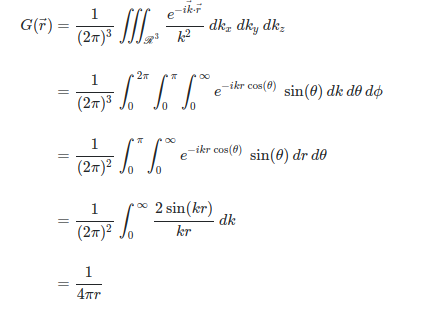 G(\vec{r}) = \frac{1}{(2\pi)^3} \iiint_{\mathscr{R}^3} \frac{e^{-i\vec{k}\cdot\vec{r}}}{k^2} \, dk_x \, dk_y \, dk_z
= \frac{1}{(2\pi)^3} \int_0^{2\pi} \int_0^{\pi} \int_0^{\infty} e^{-ikr\cos(\theta)} \sin(\theta) \, dk \, d\theta \, d\phi
= \frac{1}{(2\pi)^2} \int_0^{\pi} \int_0^{\infty} e^{-ikr\cos(\theta)} \sin(\theta) \, dr \, d\theta
= \frac{1}{(2\pi)^2} \int_0^{\infty} \frac{2\sin(kr)}{kr} \, dk
= \frac{1}{4\pi r}